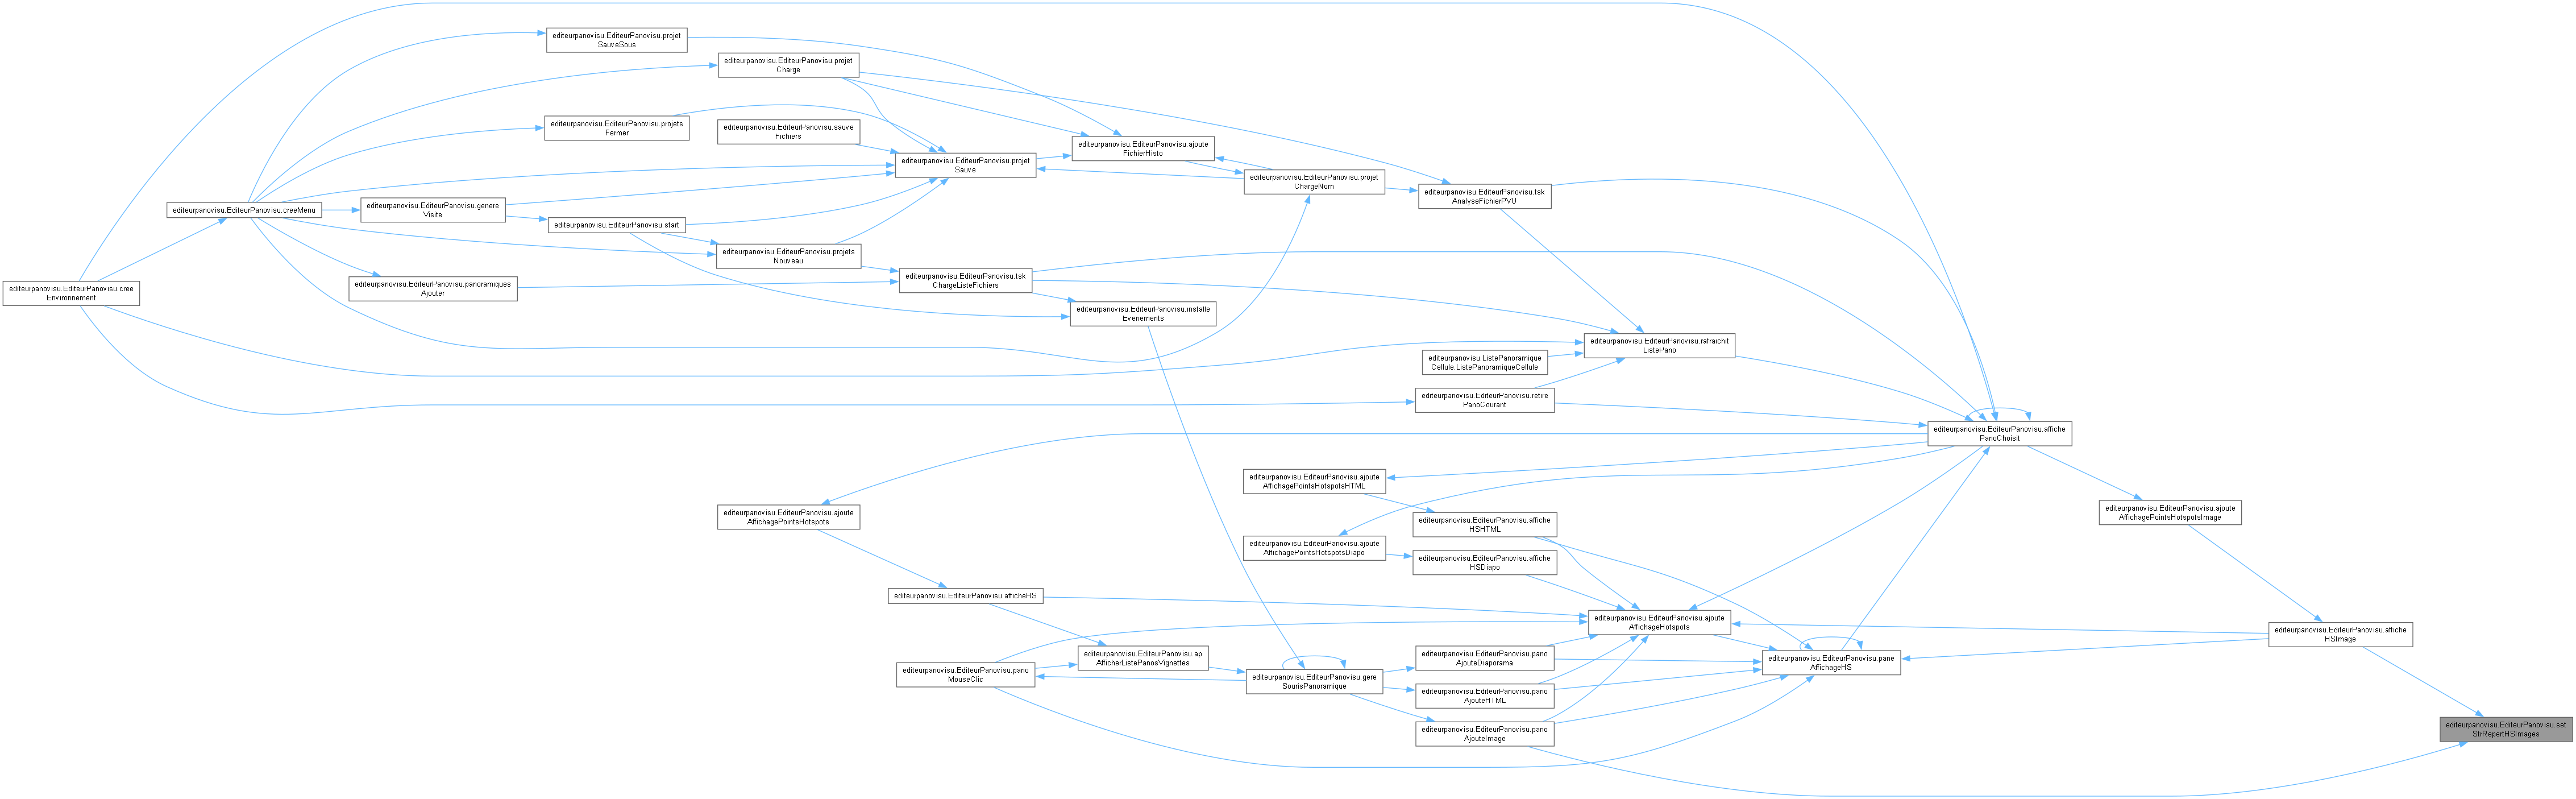 editeurpanovisu.EditeurPanovisu.projet
SauveSous
editeurpanovisu.EditeurPanovisu.projet
Charge
editeurpanovisu.EditeurPanovisu.projets
Fermer
editeurpanovisu.EditeurPanovisu.sauve
Fichiers
editeurpanovisu.EditeurPanovisu.ajoute
FichierHisto
editeurpanovisu.EditeurPanovisu.projet
Sauve
editeurpanovisu.EditeurPanovisu.projet
ChargeNom
editeurpanovisu.EditeurPanovisu.tsk
AnalyseFichierPVU
editeurpanovisu.EditeurPanovisu.creeMenu
editeurpanovisu.EditeurPanovisu.genere
Visite
editeurpanovisu.EditeurPanovisu.start
editeurpanovisu.EditeurPanovisu.projets
Nouveau
editeurpanovisu.EditeurPanovisu.cree
Environnement
editeurpanovisu.EditeurPanovisu.panoramiques
Ajouter
editeurpanovisu.EditeurPanovisu.tsk
ChargeListeFichiers
editeurpanovisu.EditeurPanovisu.installe
Evenements
editeurpanovisu.EditeurPanovisu.rafraichit
ListePano
editeurpanovisu.ListePanoramique
Cellule.ListePanoramiqueCellule
editeurpanovisu.EditeurPanovisu.retire
PanoCourant
editeurpanovisu.EditeurPanovisu.affiche
PanoChoisit
editeurpanovisu.EditeurPanovisu.ajoute
AffichagePointsHotspotsHTML
editeurpanovisu.EditeurPanovisu.ajoute
AffichagePointsHotspots
editeurpanovisu.EditeurPanovisu.affiche
HSHTML
editeurpanovisu.EditeurPanovisu.ajoute
AffichagePointsHotspotsImage
editeurpanovisu.EditeurPanovisu.ajoute
AffichagePointsHotspotsDiapo
editeurpanovisu.EditeurPanovisu.affiche
HSDiapo
editeurpanovisu.EditeurPanovisu.afficheHS
editeurpanovisu.EditeurPanovisu.ajoute
AffichageHotspots
editeurpanovisu.EditeurPanovisu.affiche
HSImage
editeurpanovisu.EditeurPanovisu.ap
AfficherListePanosVignettes
editeurpanovisu.EditeurPanovisu.pano
AjouteDiaporama
editeurpanovisu.EditeurPanovisu.pane
AffichageHS
editeurpanovisu.EditeurPanovisu.pano
MouseClic
editeurpanovisu.EditeurPanovisu.gere
SourisPanoramique
editeurpanovisu.EditeurPanovisu.pano
AjouteHTML
editeurpanovisu.EditeurPanovisu.pano
AjouteImage
editeurpanovisu.EditeurPanovisu.set
StrRepertHSImages